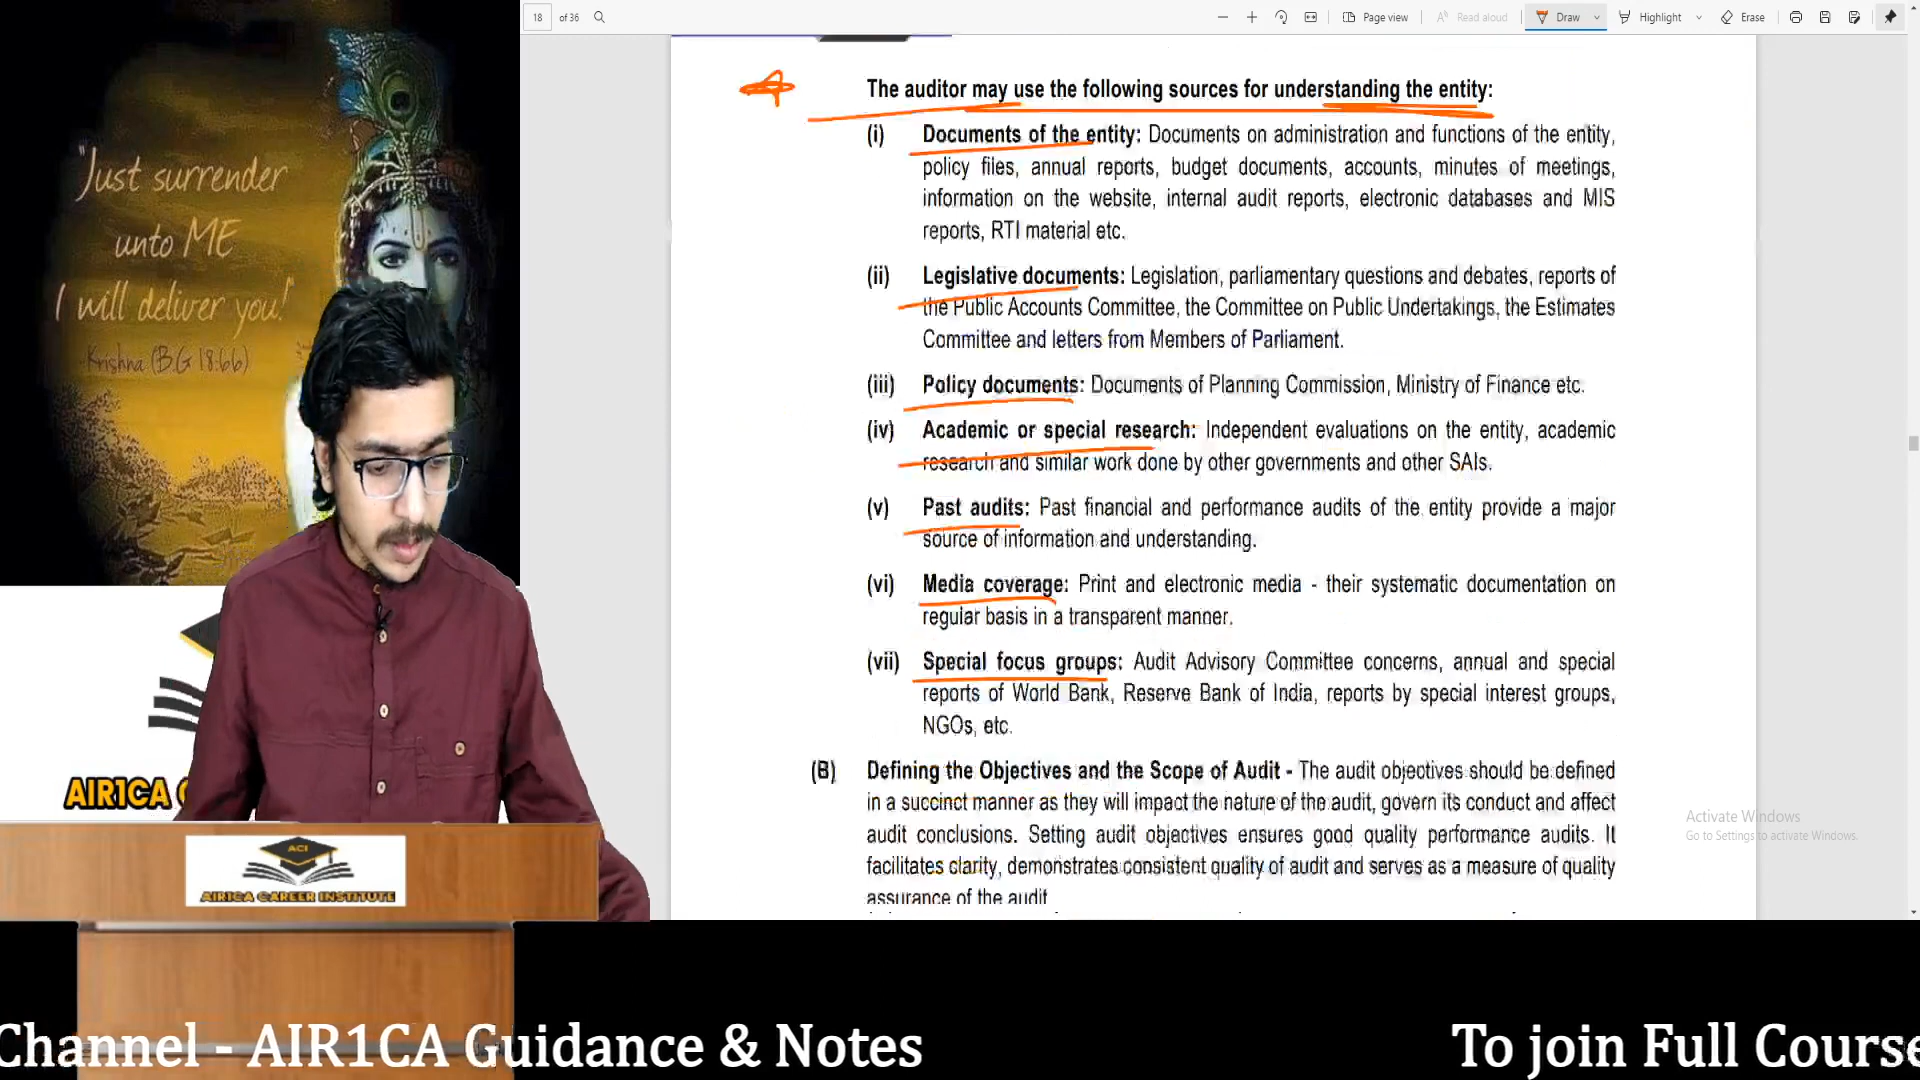 18 of 36
Page view
Read aloud
Draw
Highlight
Erase
"Just surrender
unto ME
I will deliver you!"
Krishna (B.G 18:66)
The auditor may use the following sources for understanding the entity:
(i) Documents of the entity: Documents on administration and functions of the entity,
policy files, annual reports, budget documents, accounts, minutes of meetings,
information on the website, internal audit reports, electronic databases and MIS
reports, RTI material etc.
(ii) Legislative documents: Legislation, parliamentary questions and debates, reports of
the Public Accounts Committee, the Committee on Public Undertakings, the Estimates
Committee and letters from Members of Parliament.
(iii) Policy documents: Documents of Planning Commission, Ministry of Finance etc.
(iv) Academic or special research: Independent evaluations on the entity, academic
research and similar work done by other governments and other SAIs.
(v) Past audits: Past financial and performance audits of the entity provide a major
source of information and understanding.
(vi) Media coverage: Print and electronic media - their systematic documentation on
regular basis in a transparent manner.
(vii) Special focus groups: Audit Advisory Committee concerns, annual and special
reports of World Bank, Reserve Bank of India, reports by special interest groups,
NGOs, etc.
(B) Defining the Objectives and the Scope of Audit - The audit objectives should be defined
in a succinct manner as they will impact the nature of the audit, govern its conduct and affect
audit conclusions. Setting audit objectives ensures good quality performance audits. It
facilitates clarity, demonstrates consistent quality of audit and serves as a measure of quality
assurance of the audit
Activate Windows
Go to Settings to activate Windows.
AIR1CA
ACI
AIR1CA CAREER INSTITUTE
Channel - AIR1CA Guidance & Notes
To join Full Course